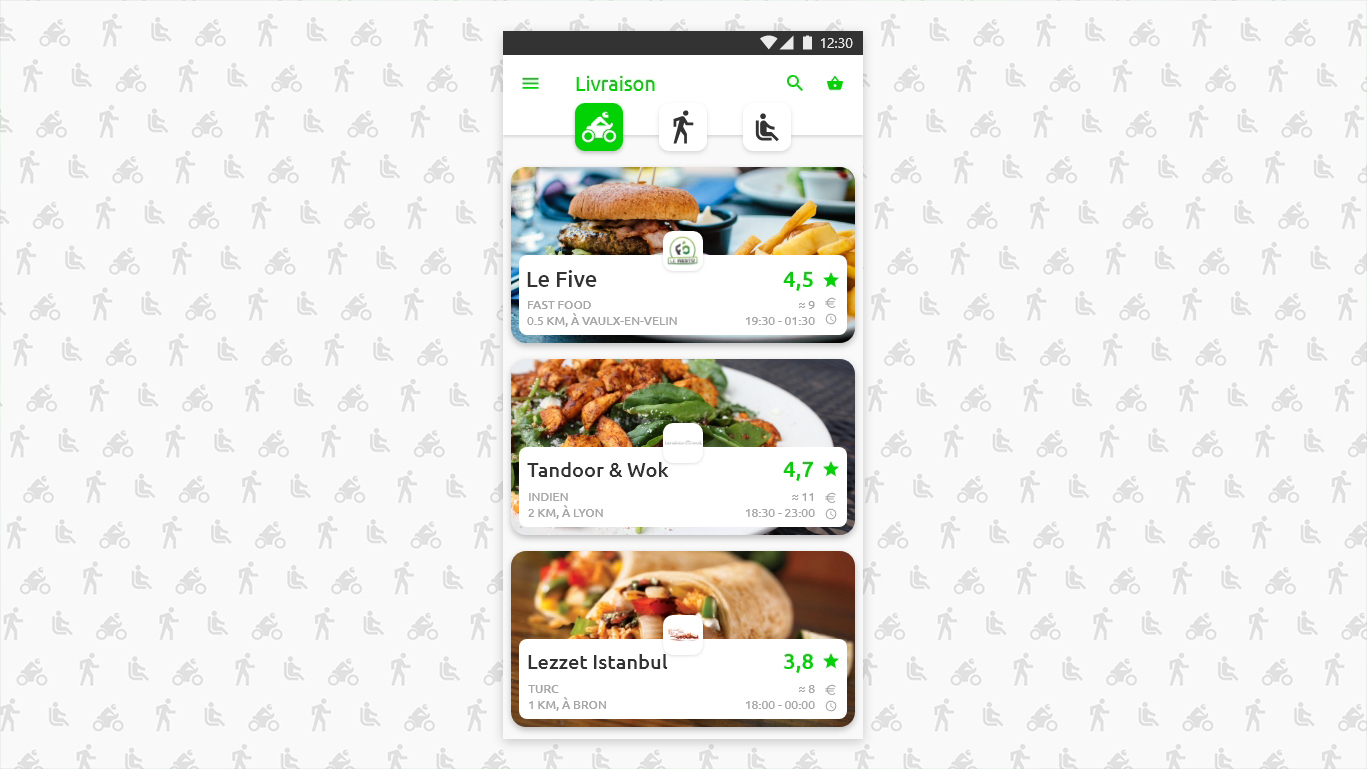 12:30
Livraison
Le Five
4,5
FAST FOOD
≈ 9 €
0.5 KM, À VAULX-EN-VELIN
19:30 - 01:30
Tandoor & Wok
4,7
INDIEN
≈ 11 €
2 KM, À LYON
18:30 - 23:00
Lezzet Istanbul
3,8
TURC
≈ 8 €
1 KM, À BRON
18:00 - 00:00